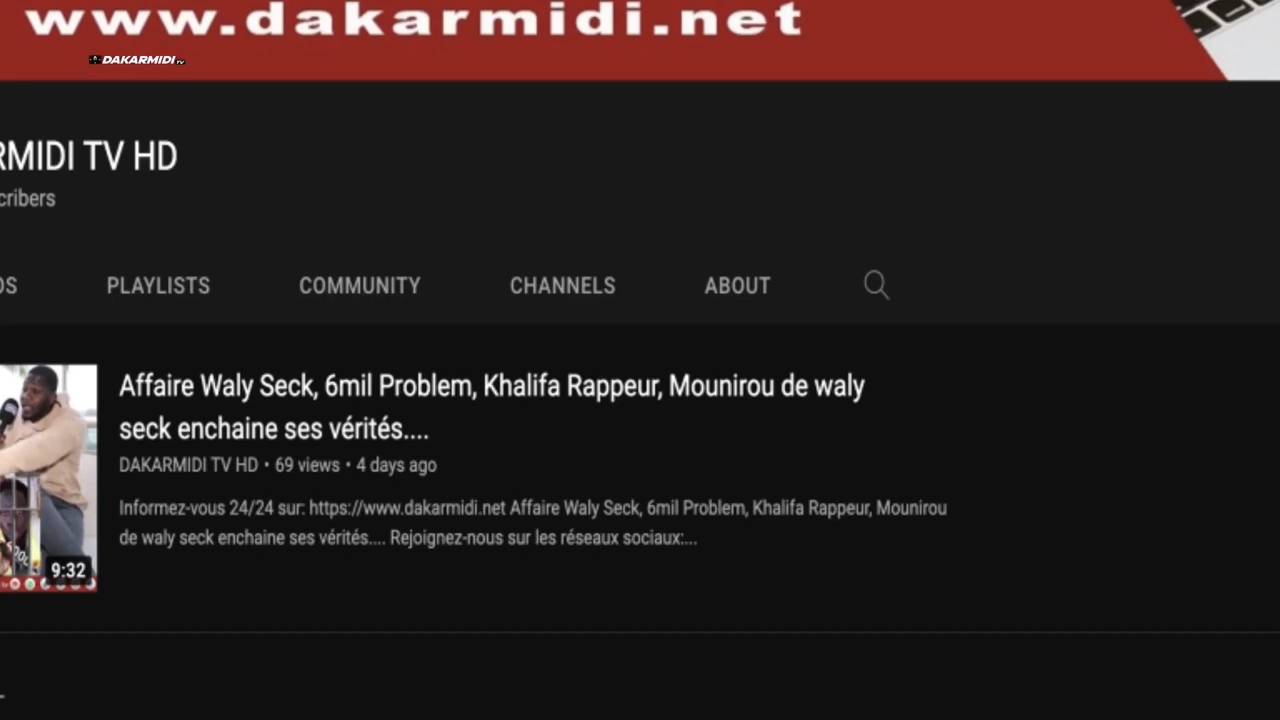 www.dakarmidi.net
DAKARMIDI TV
RMIDI TV HD
cribers
OS PLAYLISTS COMMUNITY CHANNELS ABOUT
Affaire Waly Seck, 6mil Problem, Khalifa Rappeur, Mounirou de waly
seck enchaine ses vérités....
DAKARMIDI TV HD • 69 views • 4 days ago
Informez-vous 24/24 sur: https://www.dakarmidi.net Affaire Waly Seck, 6mil Problem, Khalifa Rappeur, Mounirou
de waly seck enchaine ses vérités.... Rejoignez-nous sur les réseaux sociaux:...
9:32